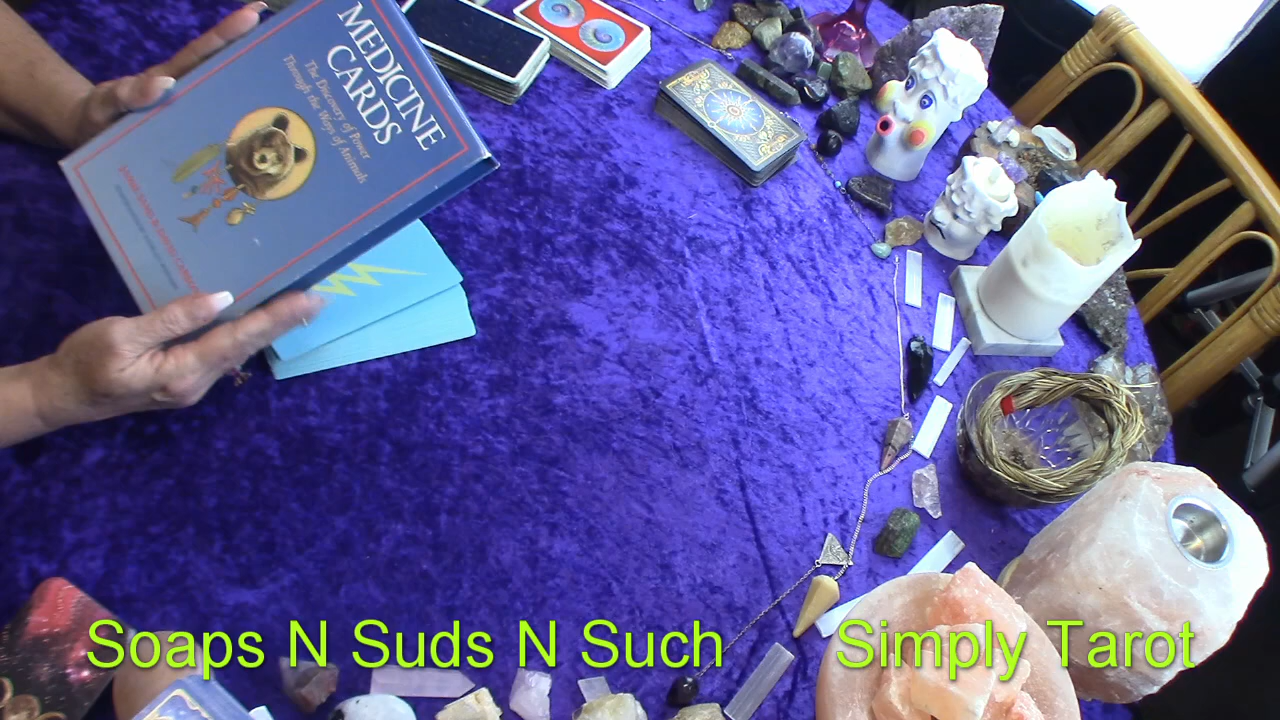 MEDICINE
CARDS
The Discovery of Power
Through the Ways of Animals
Soaps N Suds N Such
Simply Tarot